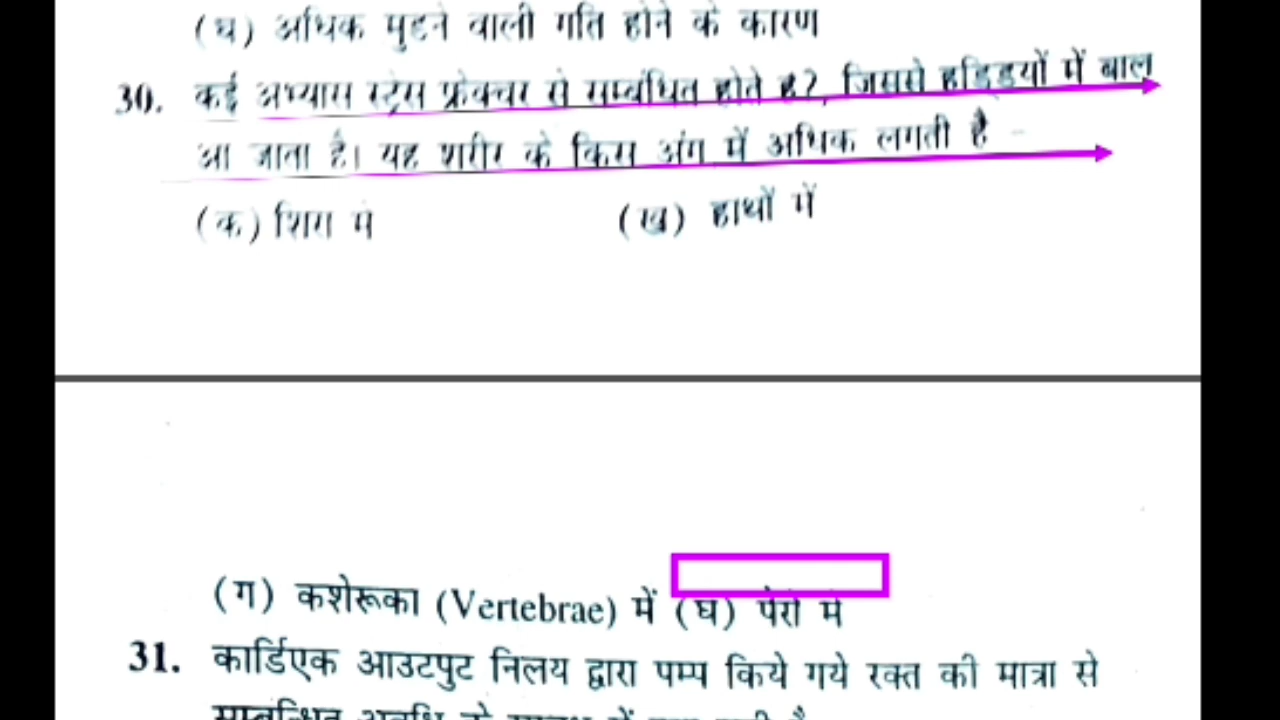 (घ) अधिक मुड़ने वाली गति होने के कारण
30. कई अभ्यास स्ट्रेस फ्रेक्चर से सम्बंधित होते है?, जिससे हडि्डयों में बाल
आ जाता है। यह शरीर के किस अंग में अधिक लगती है -
(क) शिरा में (ख) हाथों में
(ग) कशेरूका (Vertebrae) में (घ) पैरों में
31. कार्डिएक आउटपुट निलय द्वारा पम्प किये गये रक्त की मात्रा से